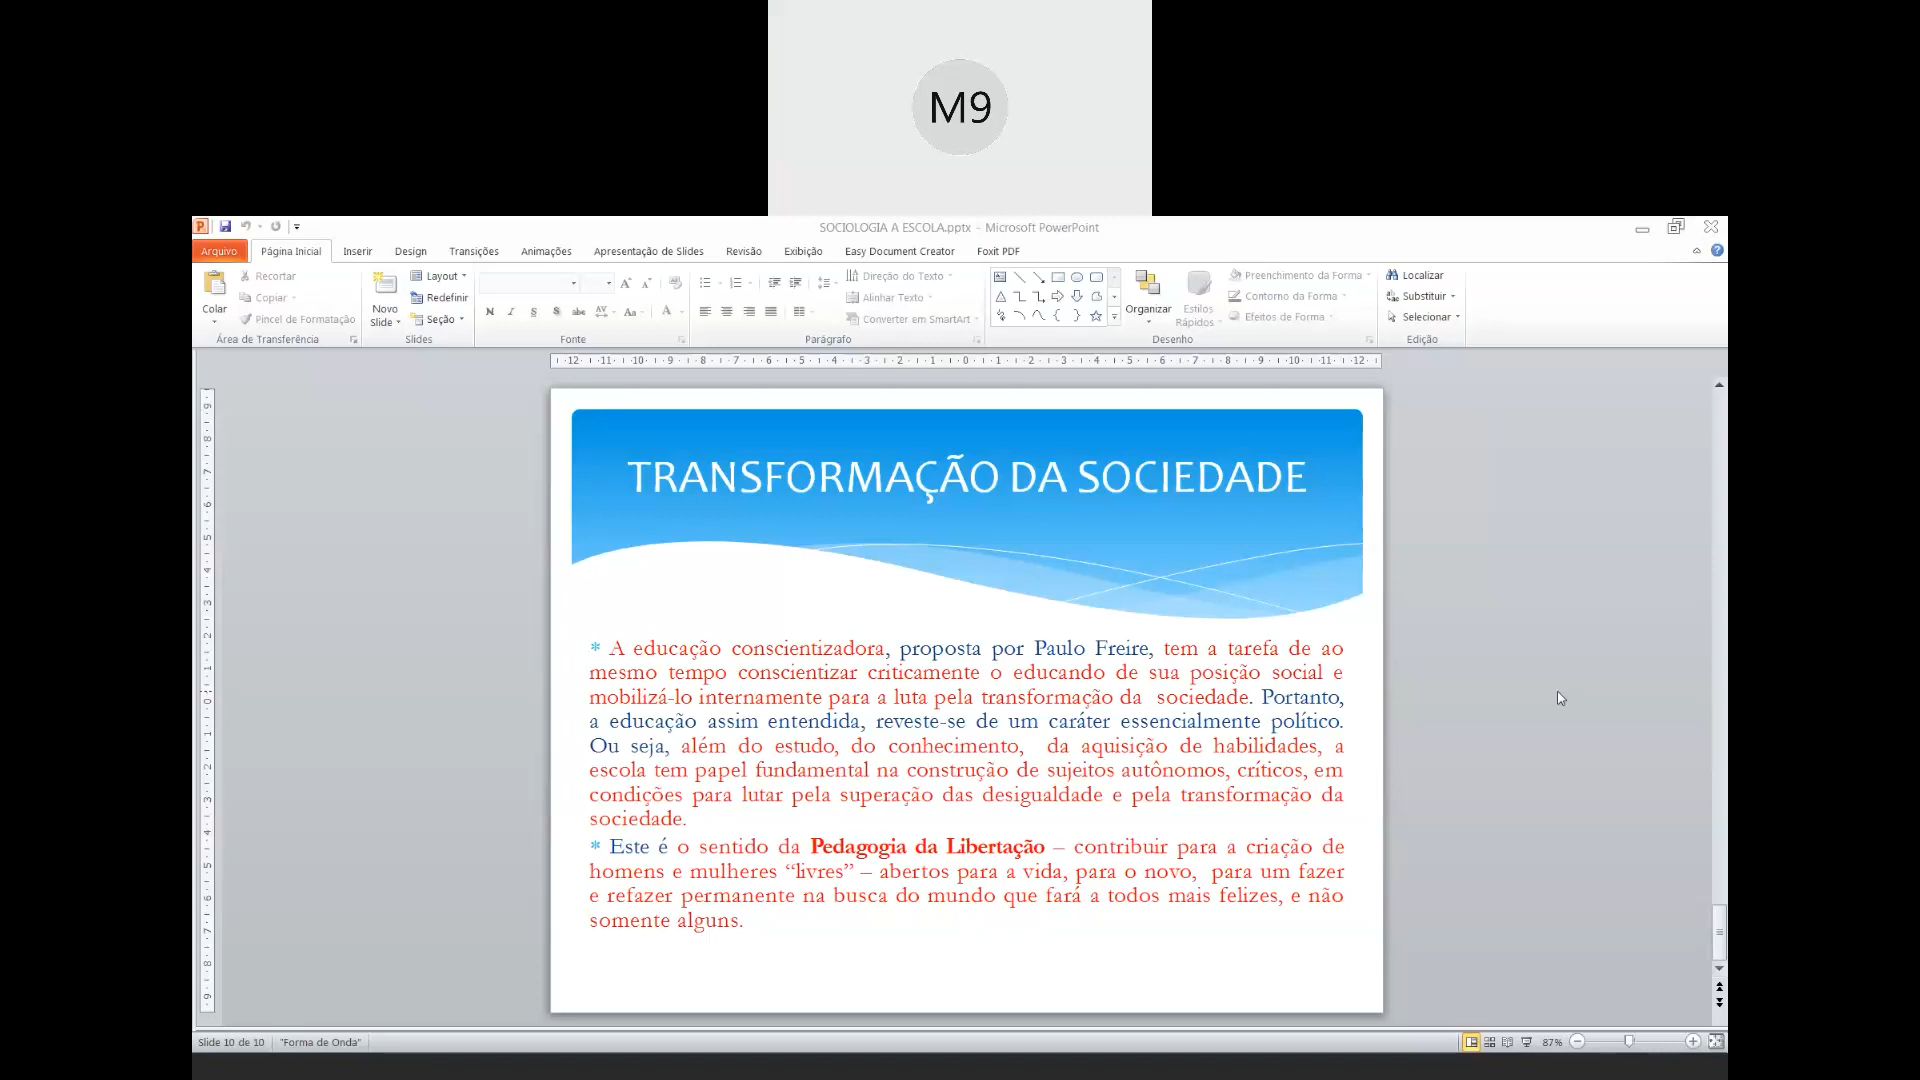 M9
SOCIOLOGIA A ESCOLA.pptx - Microsoft PowerPoint
Arquivo Página Inicial Inserir Design Transições Animações Apresentação de Slides Revisão Exibição Easy Document Creator Foxit PDF
Colar
Recortar
Copiar
Pincel de Formatação
Área de Transferência
Novo Slide
Layout
Redefinir
Seção
Slides
Fonte
Direção do Texto
Alinhar Texto
Converter em SmartArt
Parágrafo
Organizar
Estilos Rápidos
Preenchimento da Forma
Contorno da Forma
Efeitos de Forma
Desenho
Localizar
Substituir
Selecionar
Edição
TRANSFORMAÇÃO DA SOCIEDADE
* A educação conscientizadora, proposta por Paulo Freire, tem a tarefa de ao
mesmo tempo conscientizar criticamente o educando de sua posição social e
mobilizá-lo internamente para a luta pela transformação da sociedade. Portanto,
a educação assim entendida, reveste-se de um caráter essencialmente político.
Ou seja, além do estudo, do conhecimento, da aquisição de habilidades, a
escola tem papel fundamental na construção de sujeitos autônomos, críticos, em
condições para lutar pela superação das desigualdade e pela transformação da
sociedade.
* Este é o sentido da Pedagogia da Libertação – contribuir para a criação de
homens e mulheres “livres” – abertos para a vida, para o novo, para um fazer
e refazer permanente na busca do mundo que fará a todos mais felizes, e não
somente alguns.
Slide 10 de 10 "Forma de Onda" 87%